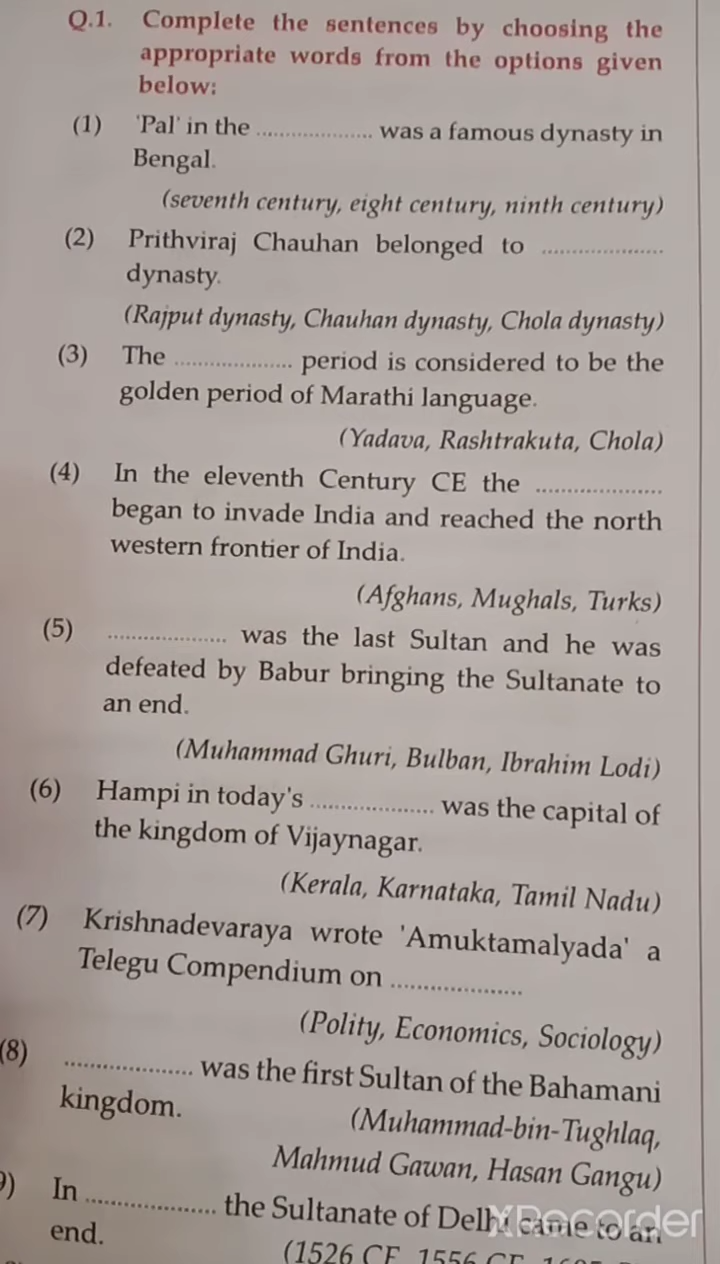 Q.1. Complete the sentences by choosing the
appropriate words from the options given
below:
(1) 'Pal' in the ................... was a famous dynasty in
Bengal.
(seventh century, eight century, ninth century)
(2) Prithviraj Chauhan belonged to ....................
dynasty.
(Rajput dynasty, Chauhan dynasty, Chola dynasty)
(3) The ................... period is considered to be the
golden period of Marathi language.
(Yadava, Rashtrakuta, Chola)
(4) In the eleventh Century CE the ....................
began to invade India and reached the north
western frontier of India.
(Afghans, Mughals, Turks)
(5) .................... was the last Sultan and he was
defeated by Babur bringing the Sultanate to
an end.
(Muhammad Ghuri, Bulban, Ibrahim Lodi)
(6) Hampi in today's .................... was the capital of
the kingdom of Vijaynagar.
(Kerala, Karnataka, Tamil Nadu)
(7) Krishnadevaraya wrote 'Amuktamalyada' a
Telegu Compendium on .....................
(Polity, Economics, Sociology)
(8) .................... was the first Sultan of the Bahamani
kingdom.
(Muhammad-bin-Tughlaq,
Mahmud Gawan, Hasan Gangu)
9) In .................... the Sultanate of Delhi came to an
end.
(1526 CE, 1556 CE,
XRecorder